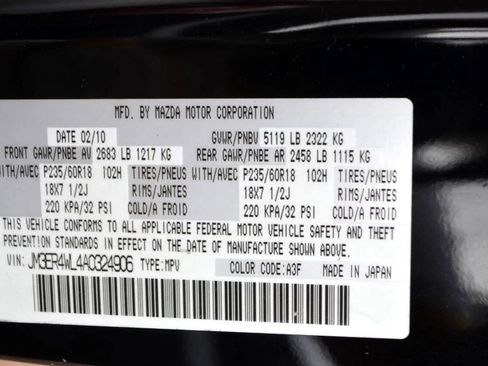 MFD. BY MAZDA MOTOR CORPORATION
DATE 02/10 GVWR/PNBV 5119 LB 2322 KG
FRONT GAWR/PNBE AV 2683 LB 1217 KG REAR GAWR/PNBE AR 2458 LB 1115 KG
WITH/AVEC P235/60R18 102H TIRES/PNEUS WITH/AVEC P235/60R18 102H TIRES/PNEUS
18X7 1/2J RIMS/JANTES 18X7 1/2J RIMS/JANTES
220 KPA/32 PSI COLD/A FROID 220 KPA/32 PSI COLD/A FROID
THIS VEHICLE CONFORMS TO ALL APPLICABLE FEDERAL MOTOR VEHICLE SAFETY AND THEFT
PREVENTION STANDARDS IN EFFECT ON THE DATE OF MANUFACTURE SHOWN ABOVE.
VIN: JM3ER4WL4A0324906 TYPE: MPV COLOR CODE: A3F MADE IN JAPAN